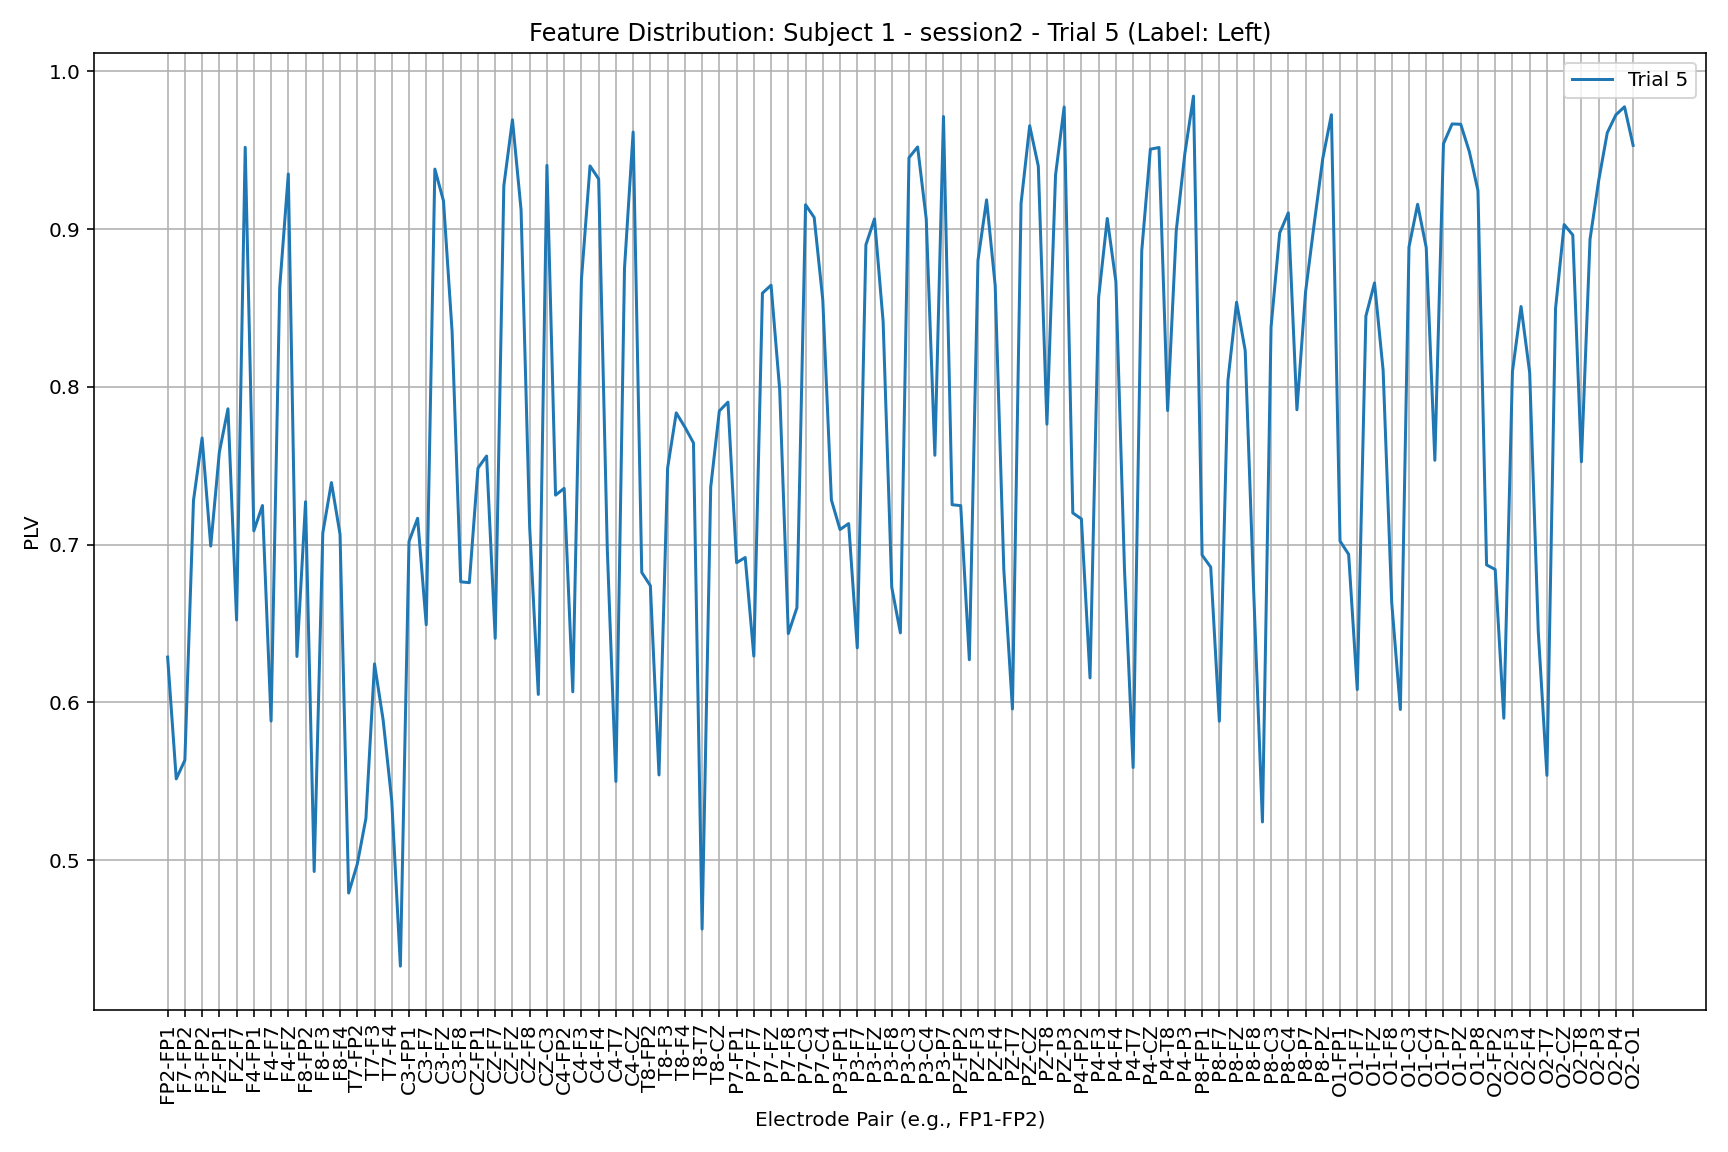 Feature Distribution: Subject 1 - session2 - Trial 5 (Label: Left)
Trial 5
1.0
0.9
0.8
0.7
0.6
0.5
PLV
FP2-FP1
F7-FP2
F3-FP2
FZ-FP1
FZ-F7
F4-FP1
F4-F7
F4-FZ
F8-FP2
F8-F3
F8-F4
T7-FP2
T7-F3
T7-F4
C3-FP1
C3-F7
C3-FZ
C3-F8
CZ-FP1
CZ-F7
CZ-FZ
CZ-F8
CZ-C3
C4-FP2
C4-F3
C4-F4
C4-T7
C4-CZ
T8-FP2
T8-F3
T8-F4
T8-T7
T8-CZ
P7-FP1
P7-F7
P7-FZ
P7-F8
P7-C3
P7-C4
P3-FP1
P3-F7
P3-FZ
P3-F8
P3-C3
P3-C4
P3-P7
PZ-FP2
PZ-F3
PZ-F4
PZ-T7
PZ-CZ
PZ-T8
PZ-P3
P4-FP2
P4-F3
P4-F4
P4-T7
P4-CZ
P4-T8
P4-P3
P8-FP1
P8-F7
P8-FZ
P8-F8
P8-C3
P8-C4
P8-P7
P8-PZ
O1-FP1
O1-F7
O1-FZ
O1-F8
O1-C3
O1-C4
O1-P7
O1-PZ
O1-P8
O2-FP2
O2-F3
O2-F4
O2-T7
O2-CZ
O2-T8
O2-P3
O2-P4
O2-O1
Electrode Pair (e.g., FP1-FP2)